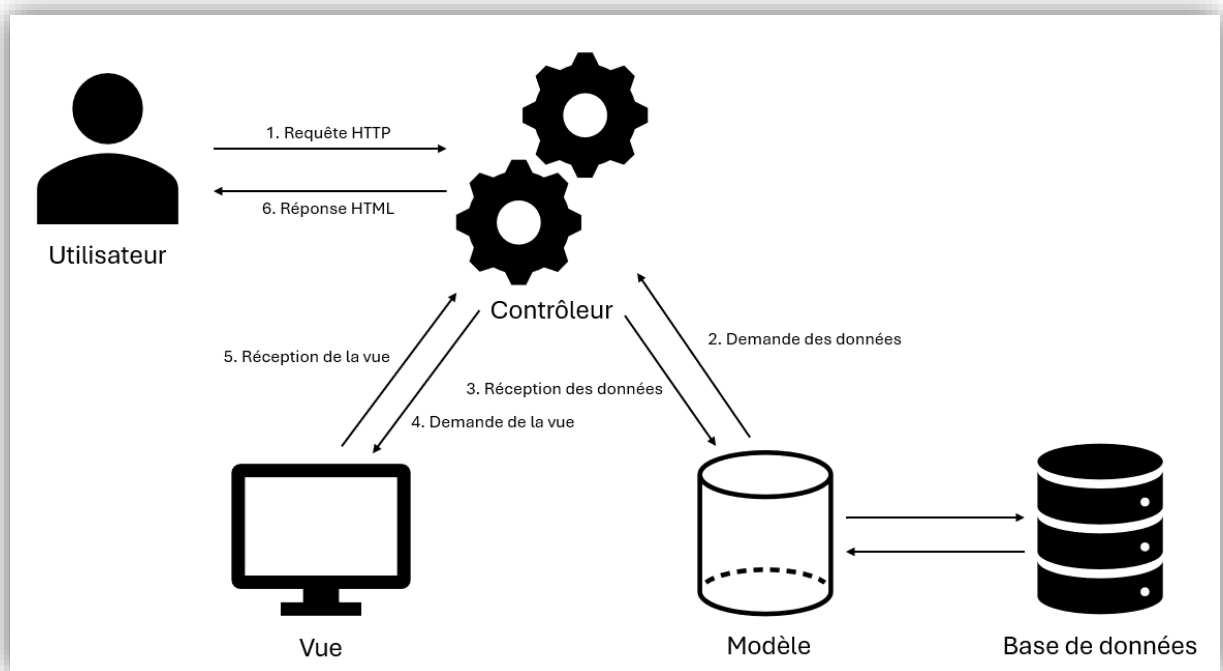 1. Requête HTTP
6. Réponse HTML
Utilisateur
Contrôleur
2. Demande des données
5. Réception de la vue
3. Réception des données
4. Demande de la vue
Vue
Modèle
Base de données